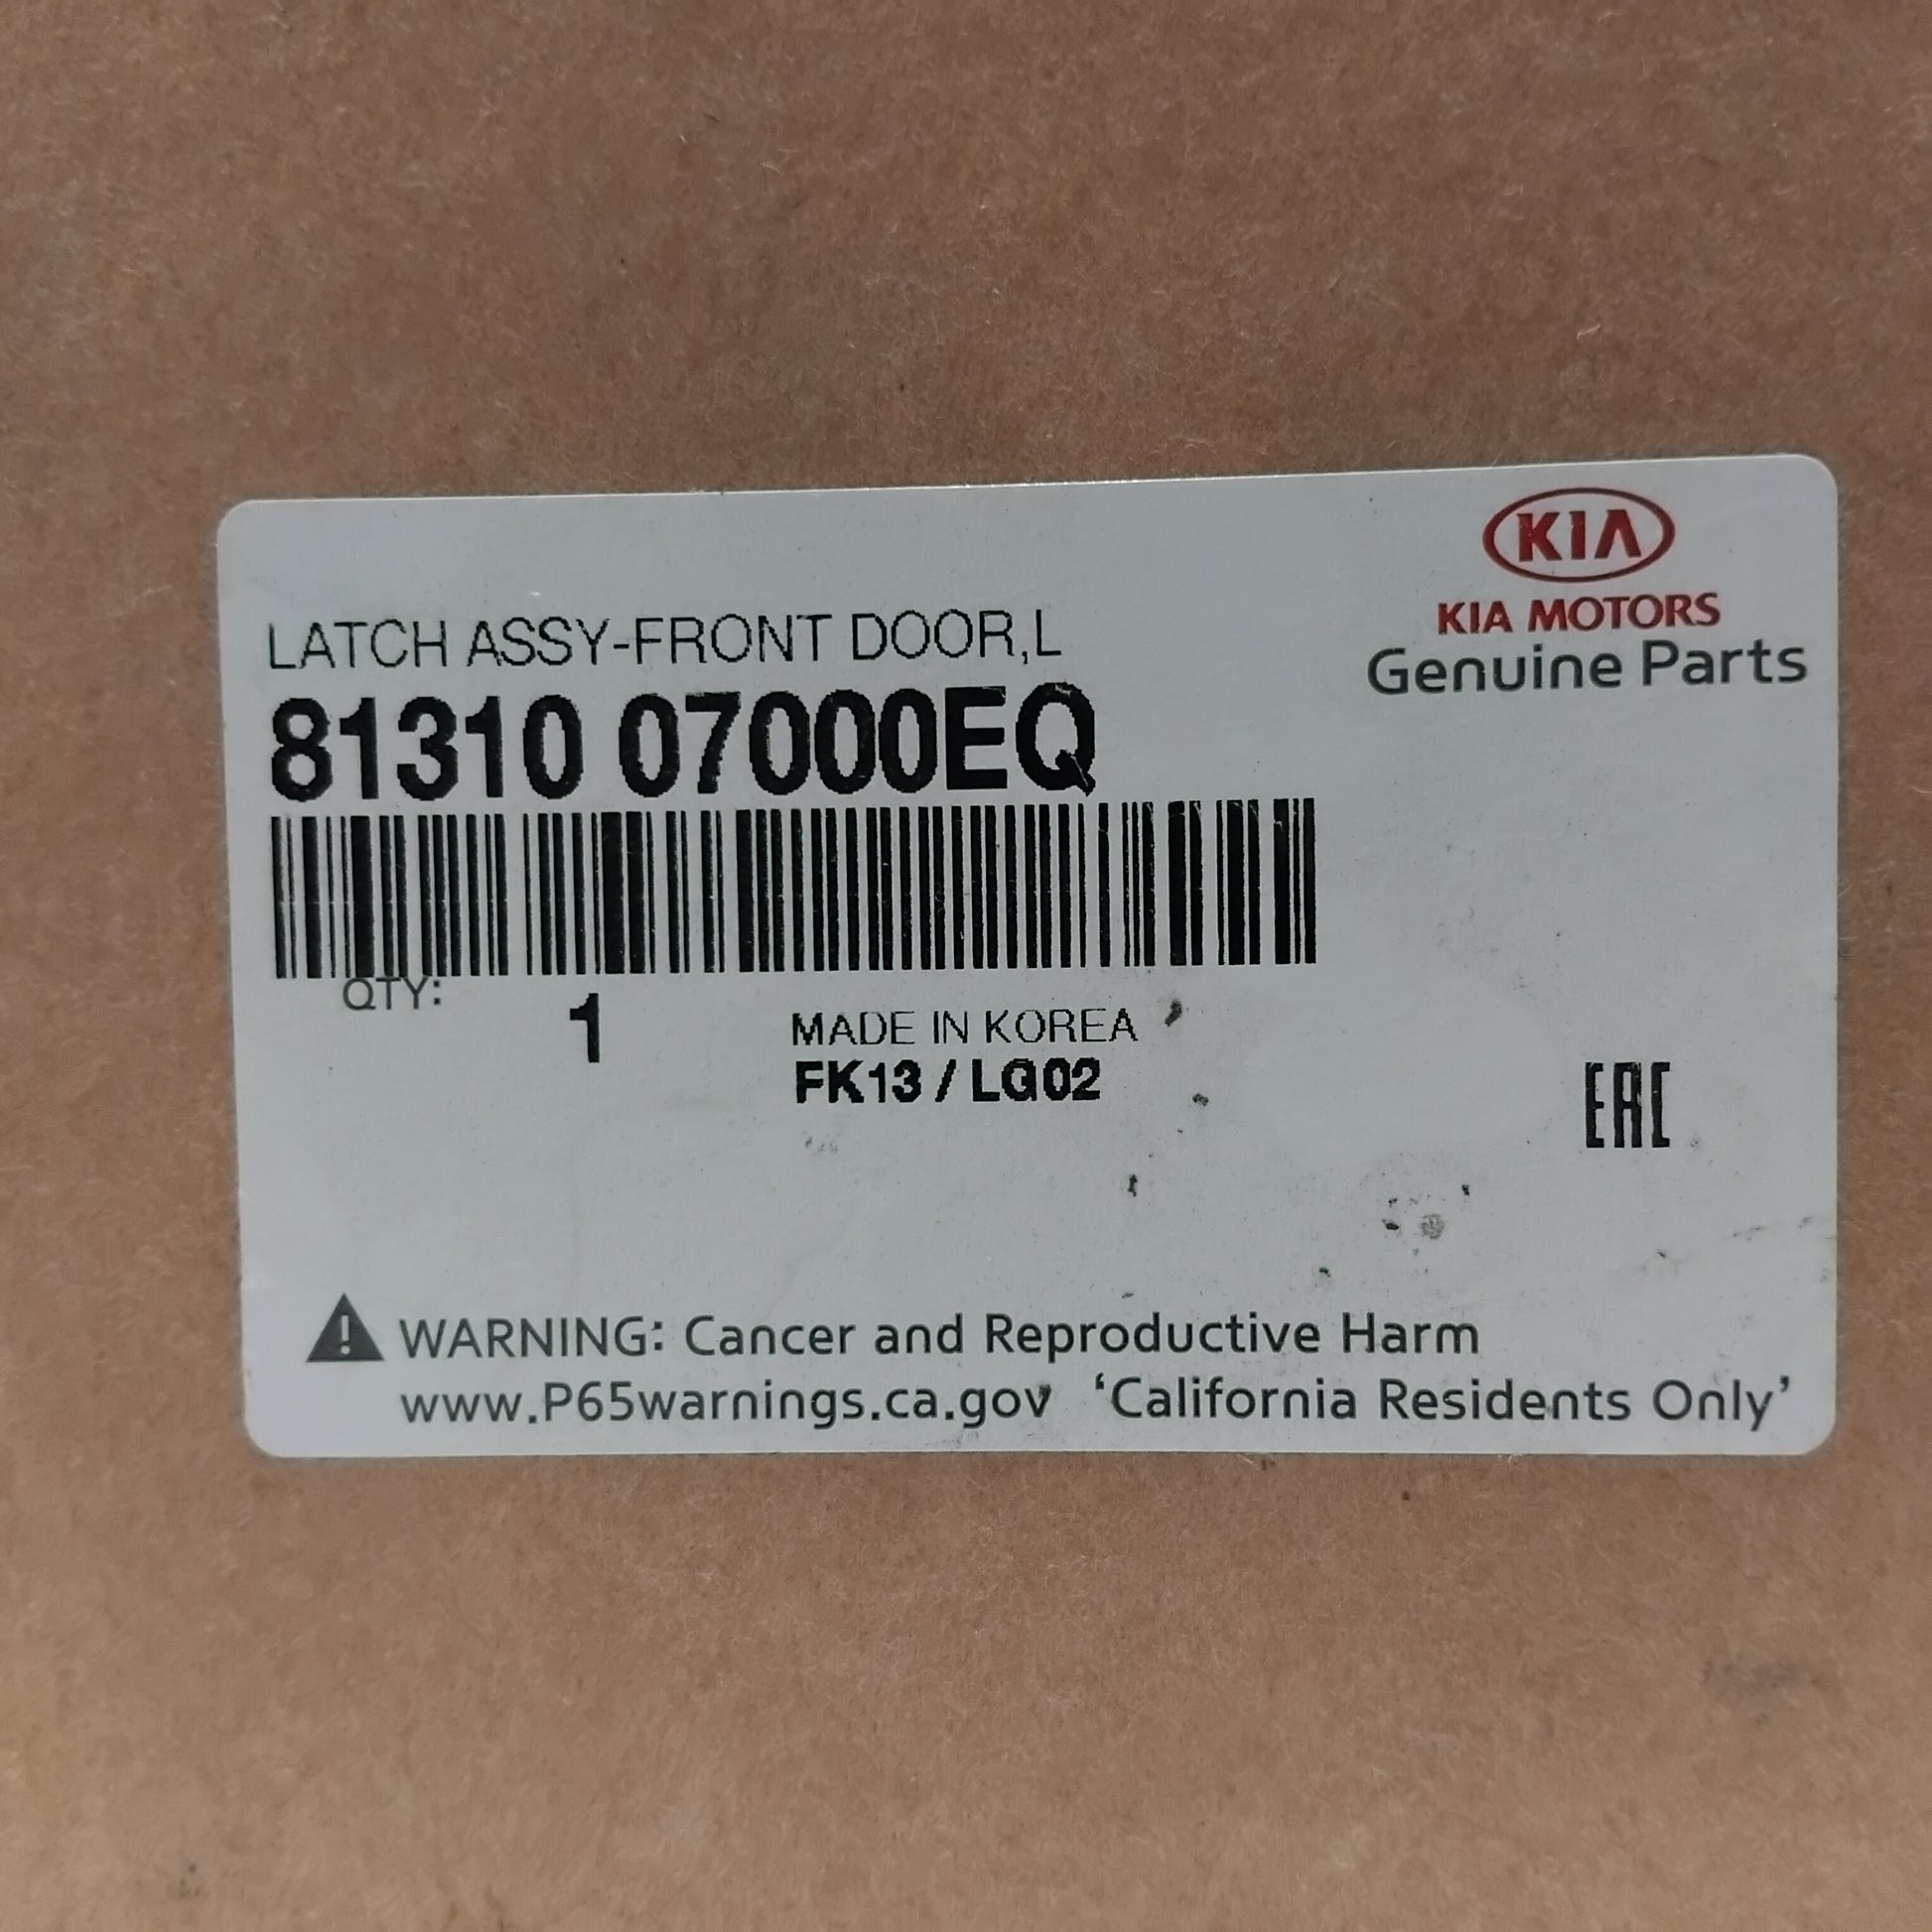 KIA
KIA MOTORS
Genuine Parts
LATCH ASSY-FRONT DOOR,L
81310 07000EQ
QTY: 1
MADE IN KOREA
FK13 / LG02
EAC
WARNING: Cancer and Reproductive Harm
www.P65warnings.ca.gov ‘California Residents Only’